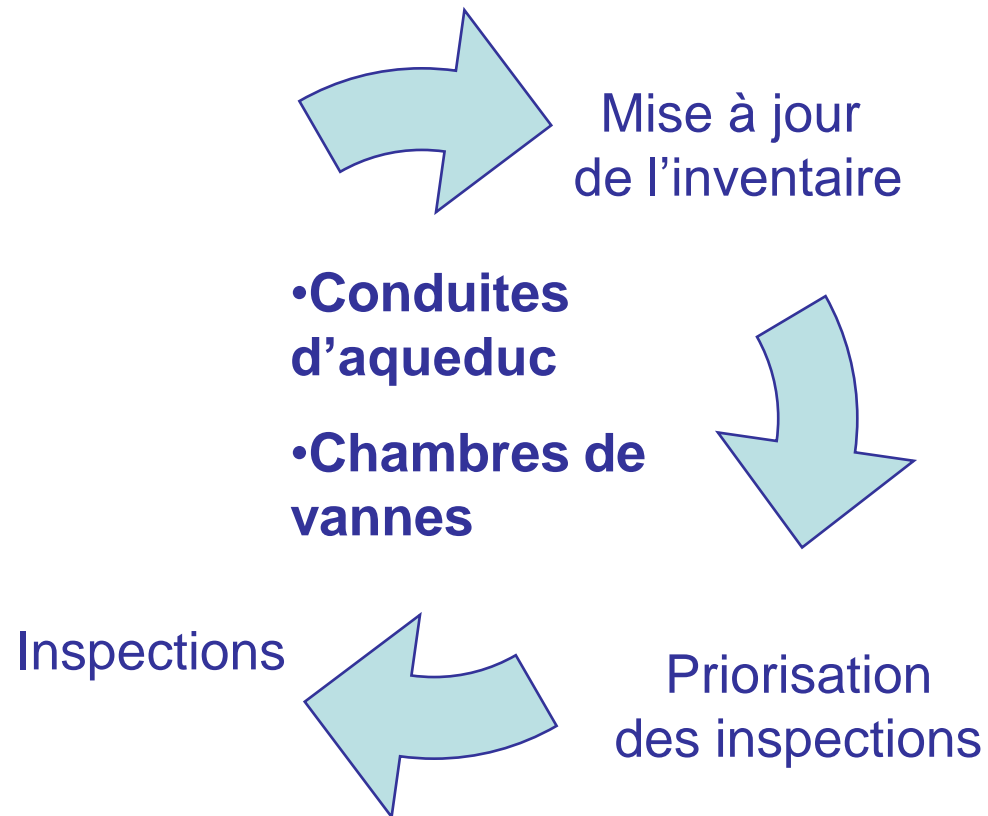 Mise à jour
de l’inventaire
•Conduites
d’aqueduc
•Chambres de
vannes
Inspections
Priorisation
des inspections